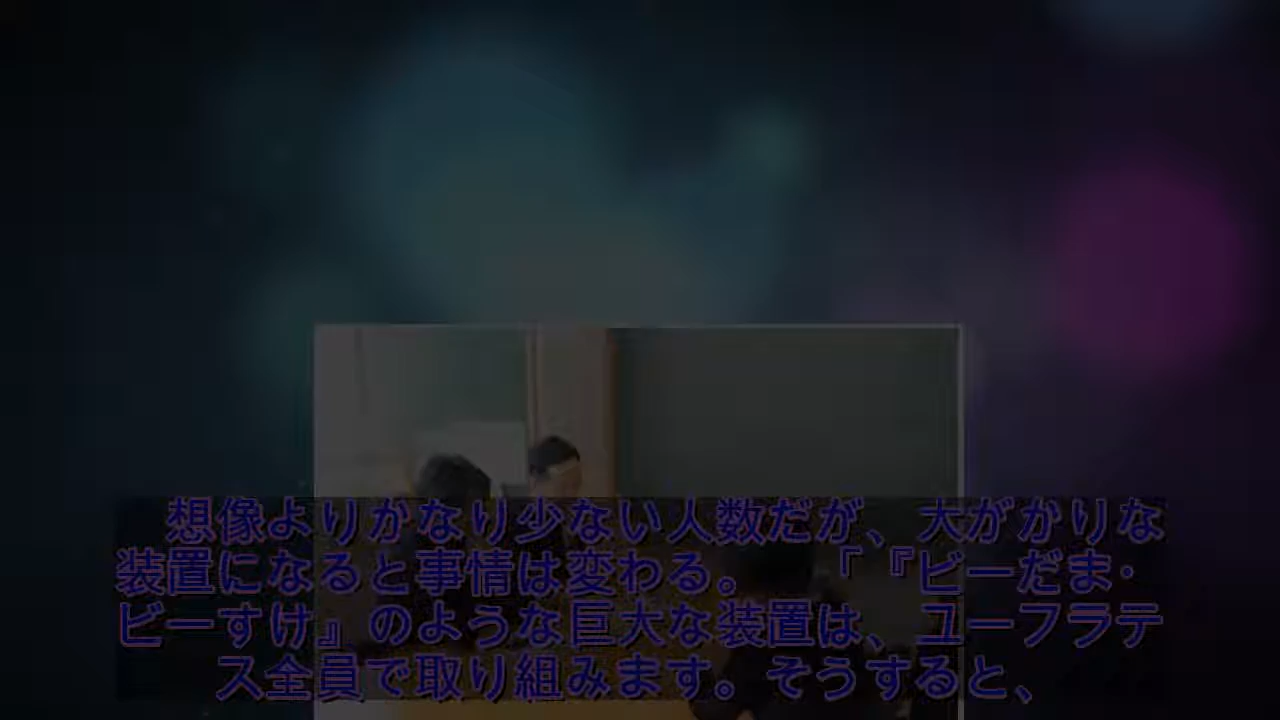 想像よりかなり少ない人数だが、大がかりな
装置になると事情は変わる。　「『ビーだま・
ビーすけ』のような巨大な装置は、ユーフラテ
ス全員で取り組みます。そうすると、